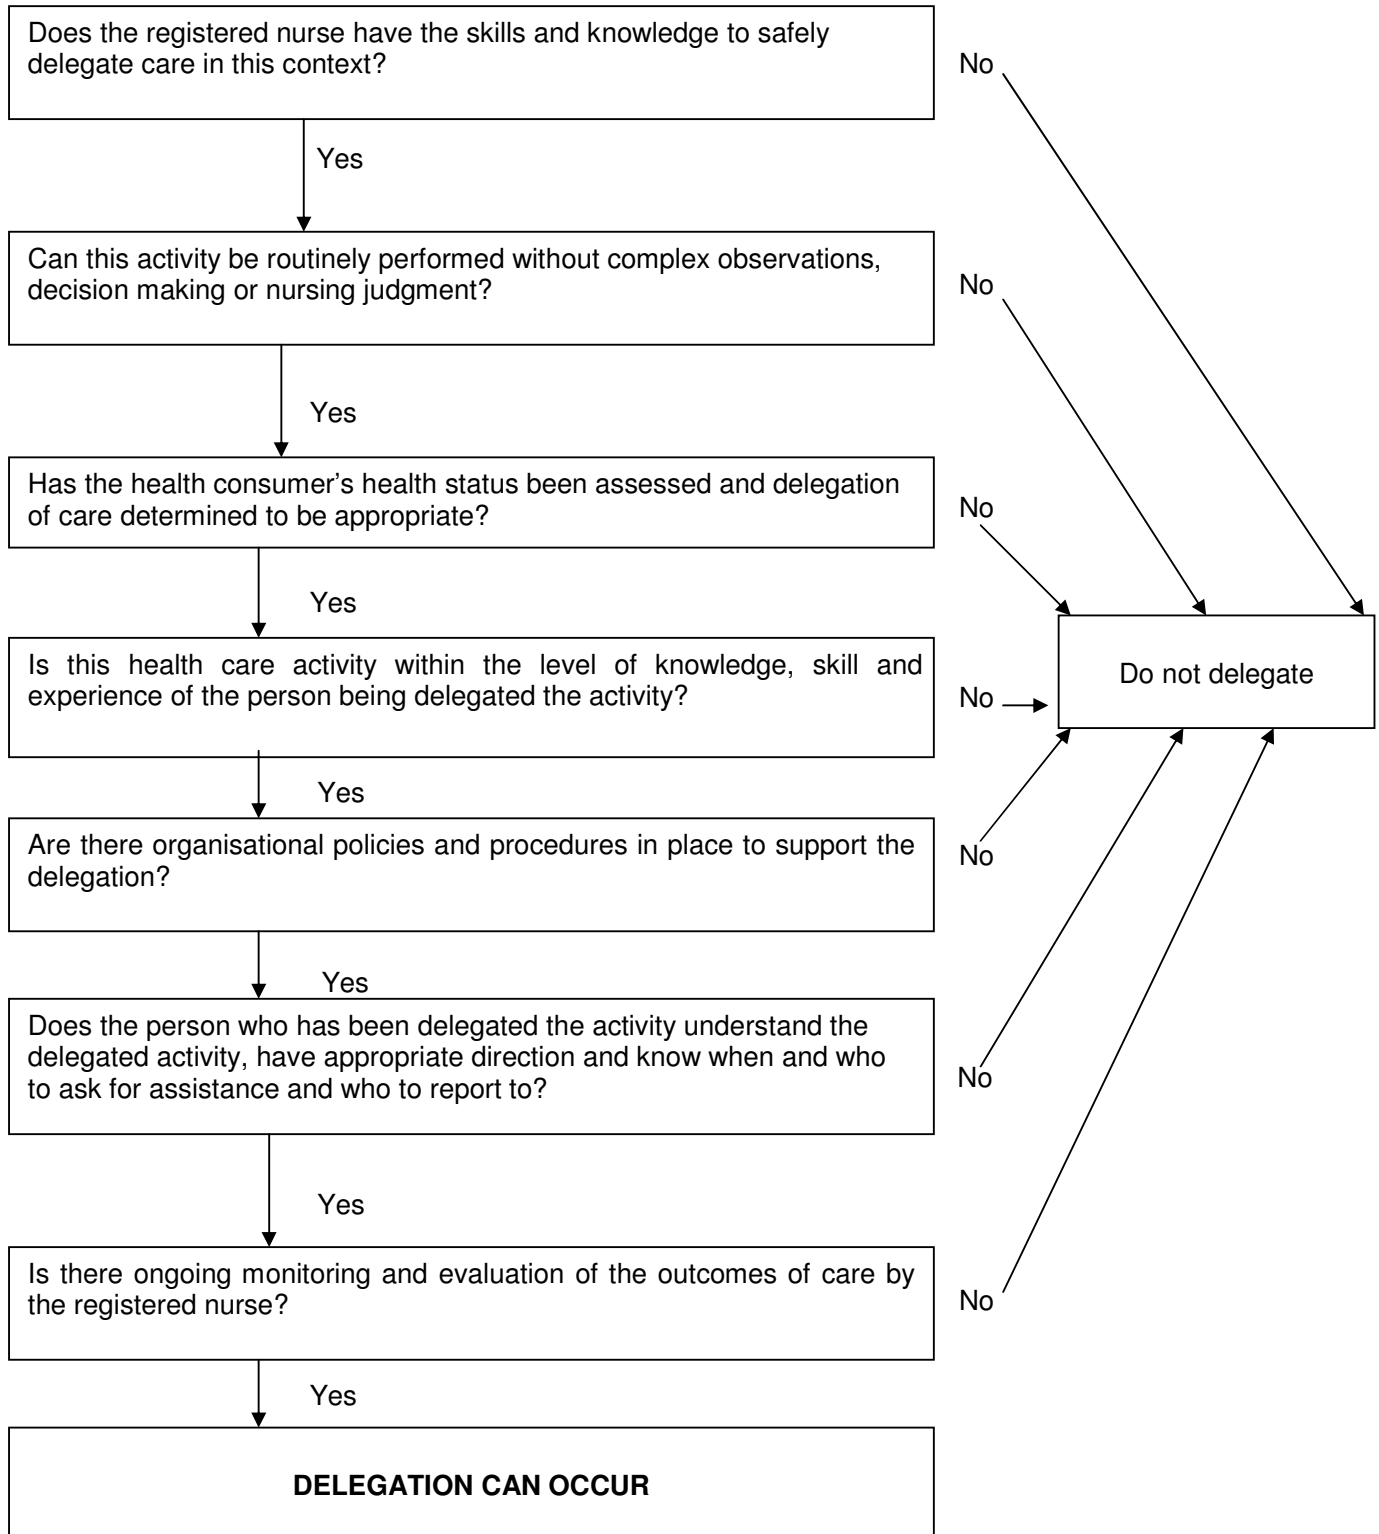 Does the registered nurse have the skills and knowledge to safely
delegate care in this context?
No
Yes
Can this activity be routinely performed without complex observations,
decision making or nursing judgment?
No
Yes
Has the health consumer’s health status been assessed and delegation
of care determined to be appropriate?
No
Yes
Do not delegate
Is this health care activity within the level of knowledge, skill and
experience of the person being delegated the activity?
No
Yes
Are there organisational policies and procedures in place to support the
delegation?
No
Yes
Does the person who has been delegated the activity understand the
delegated activity, have appropriate direction and know when and who
to ask for assistance and who to report to?
No
Yes
Is there ongoing monitoring and evaluation of the outcomes of care by
the registered nurse?
No
Yes
DELEGATION CAN OCCUR